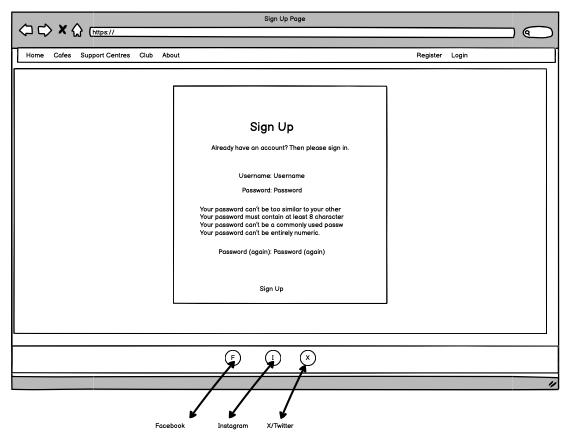 Sign Up Page
https://
Home Cafes Support Centres Club About Register Login
Sign Up
Already have an account? Then please sign in.
Username: Username
Password: Password
Your password can't be too similar to your other
Your password must contain at least 8 character
Your password can't be a commonly used passw
Your password can't be entirely numeric.
Password (again): Password (again)
Sign Up
F I X
Facebook Instagram X/Twitter